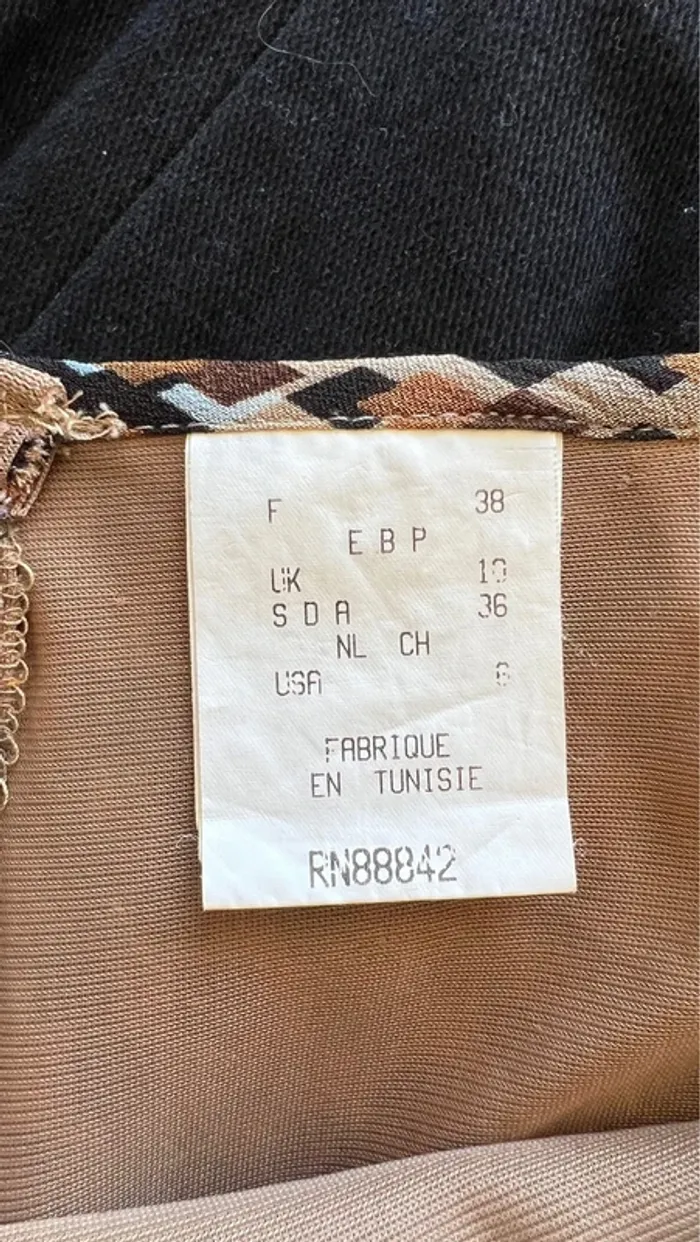 F 38
E B P
UK 10
S D A 36
NL CH
USA 6
FABRIQUE
EN TUNISIE
RN88842